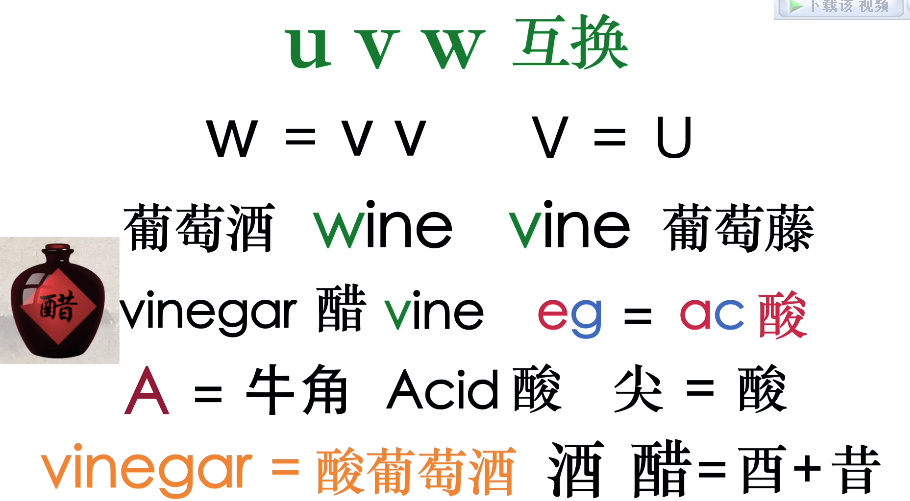 下载该 视频
u v w 互换
w = v v V = U
葡萄酒 wine vine 葡萄藤
醋
vinegar 醋 vine eg = ac 酸
A = 牛角 Acid 酸 尖 = 酸
vinegar = 酸葡萄酒 酒 醋=酉+昔